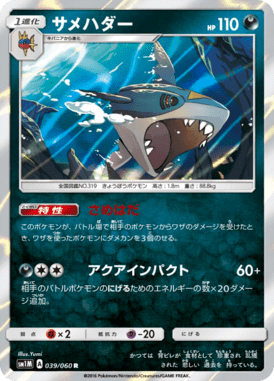 1進化
サメハダー
HP 110
キバニアから進化
全国図鑑NO.319 きょうぼうポケモン 高さ:1.8m 重さ:88.8kg
特性 さめはだ
このポケモンが、バトル場で相手のポケモンからワザのダメージを受けたとき、
ワザを使ったポケモンにダメカンを3個のせる。
アクアインパクト 60+
相手のバトルポケモンのにげるためのエネルギーの数×20ダメージ
追加。
弱点 ×2 抵抗力 -20 にげる
Illus.Yumi
SM1M A 039/060 R
©2016 Pokémon/Nintendo/Creatures/GAME FREAK.